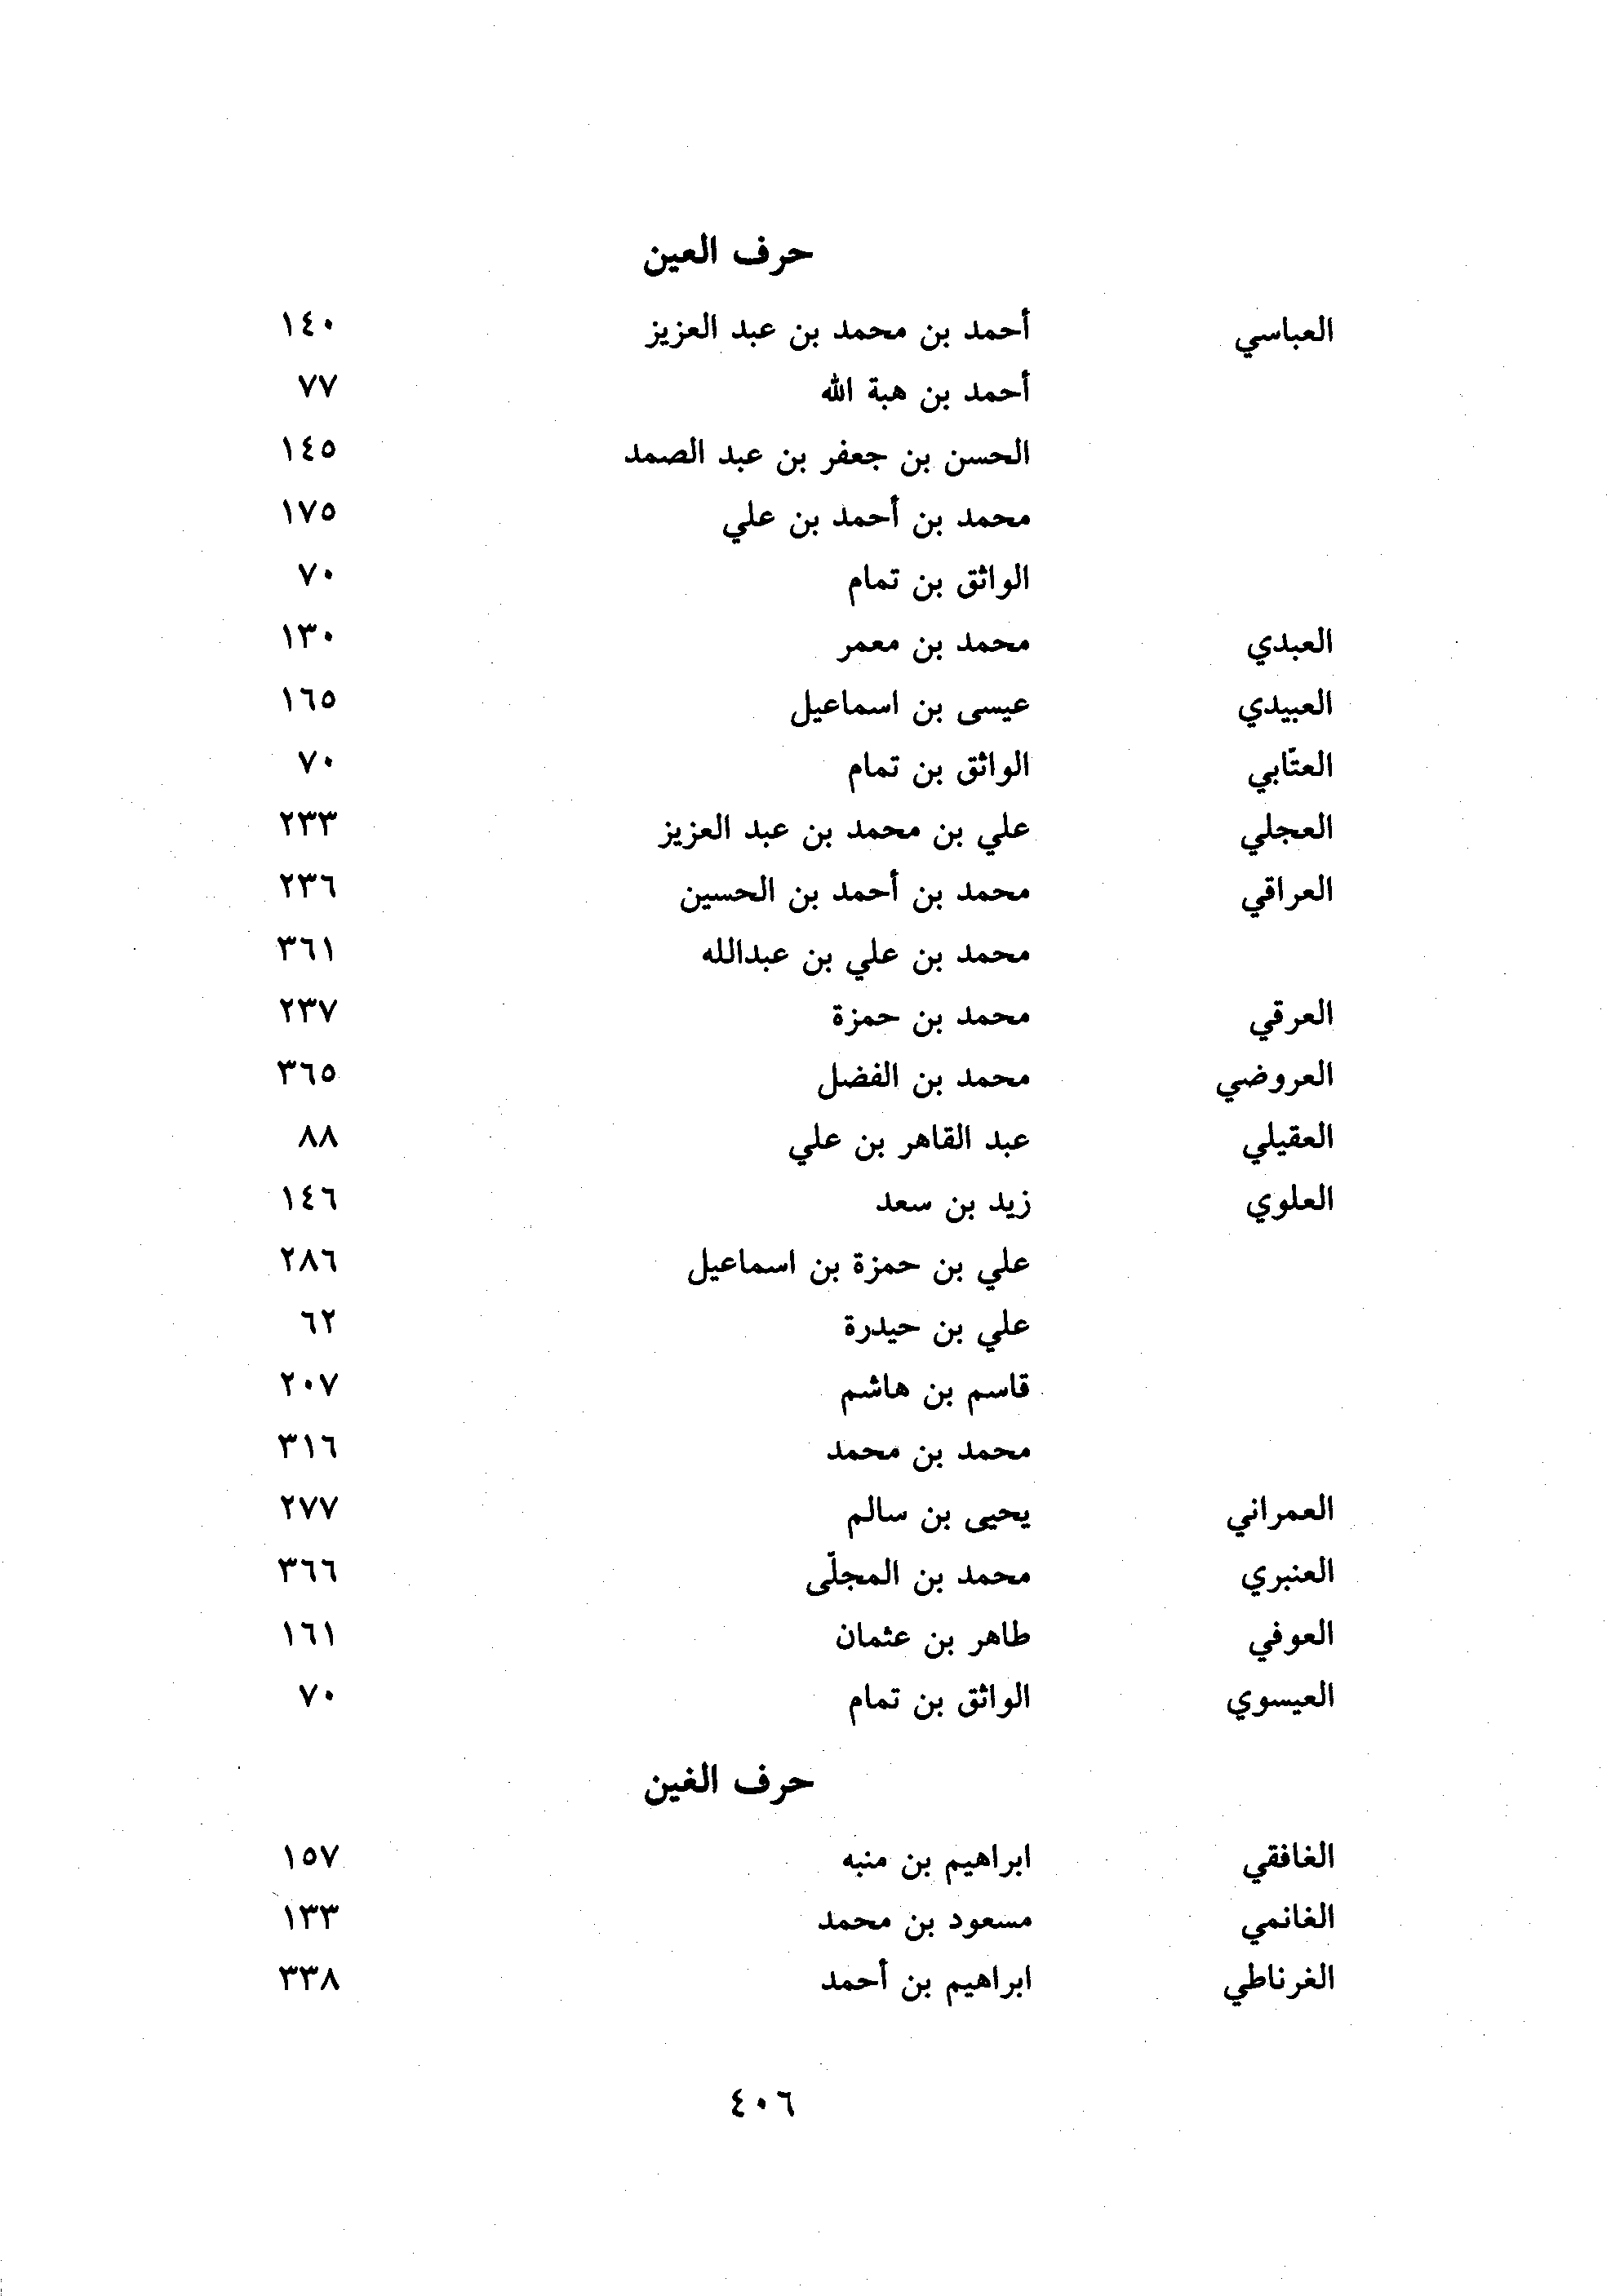 حرف العين
العباسي أحمد بن محمد بن عبد العزيز ١٤٠
أحمد بن هبة الله ٧٧
الحسن بن جعفر بن عبد الصمد ١٤٥
محمد بن أحمد بن علي ١٧٥
الواثق بن تمام ٧٠
العبدي محمد بن معمر ١٣٠
العبيدي عيسى بن اسماعيل ١٦٥
العتّابي الواثق بن تمام ٧٠
العجلي علي بن محمد بن عبد العزيز ٢٣٣
العراقي محمد بن أحمد بن الحسين ٢٣٦
محمد بن علي بن عبدالله ٣٦١
العرقي محمد بن حمزة ٢٣٧
العروضي محمد بن الفضل ٣٦٥
العقيلي عبد القاهر بن علي ٨٨
العلوي زيد بن سعد ١٤٦
علي بن حمزة بن اسماعيل ٢٨٦
علي بن حيدرة ٦٢
قاسم بن هاشم ٢٠٧
محمد بن محمد ٣١٦
العمراني يحيى بن سالم ٢٧٧
العنبري محمد بن المجلّى ٣٦٦
العوفي طاهر بن عثمان ١٦١
العيسوي الواثق بن تمام ٧٠
حرف الغين
الغافقي ابراهيم بن منبه ١٥٧
الغانمي مسعود بن محمد ١٣٣
الغرناطي ابراهيم بن أحمد ٣٣٨
٤٠٦